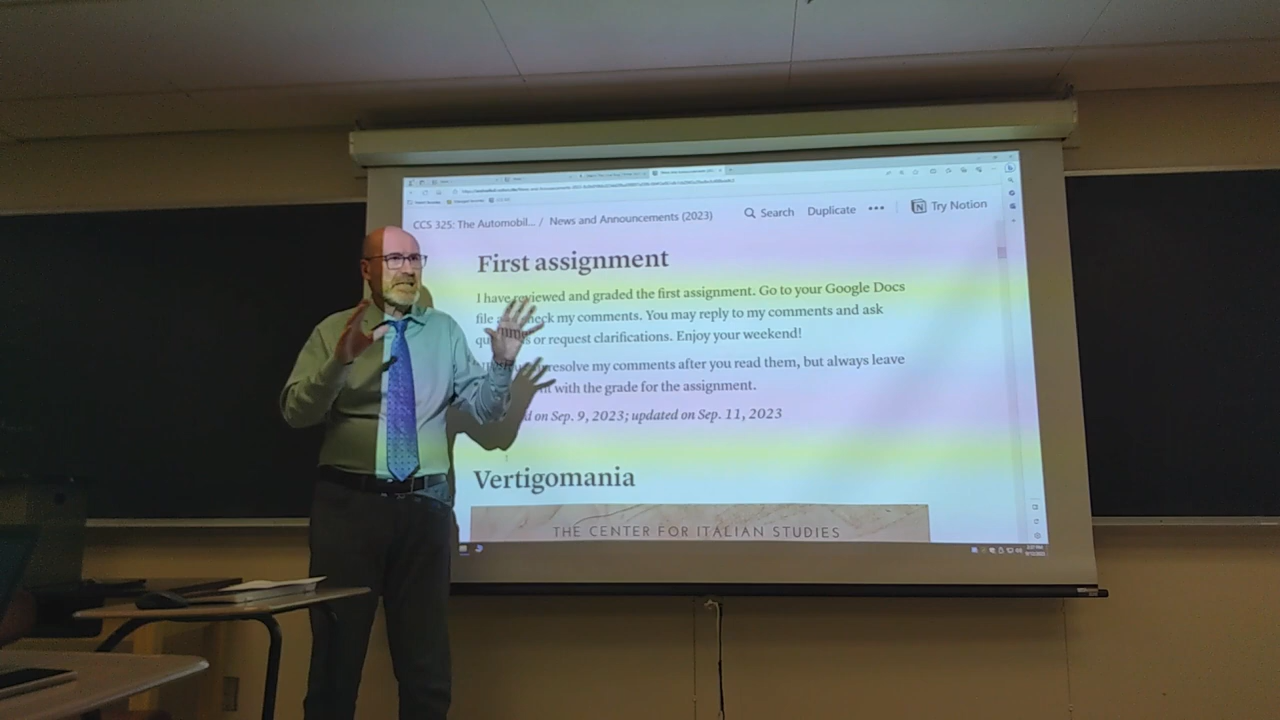 CCS 325: The Automobil... / News and Announcements (2023) Search Duplicate ••• Try Notion
First assignment
I have reviewed and graded the first assignment. Go to your Google Docs
file check my comments. You may reply to my comments and ask
or request clarifications. Enjoy your weekend!
resolve my comments after you read them, but always leave
with the grade for the assignment.
on Sep. 9, 2023; updated on Sep. 11, 2023
Vertigomania
THE CENTER FOR ITALIAN STUDIES